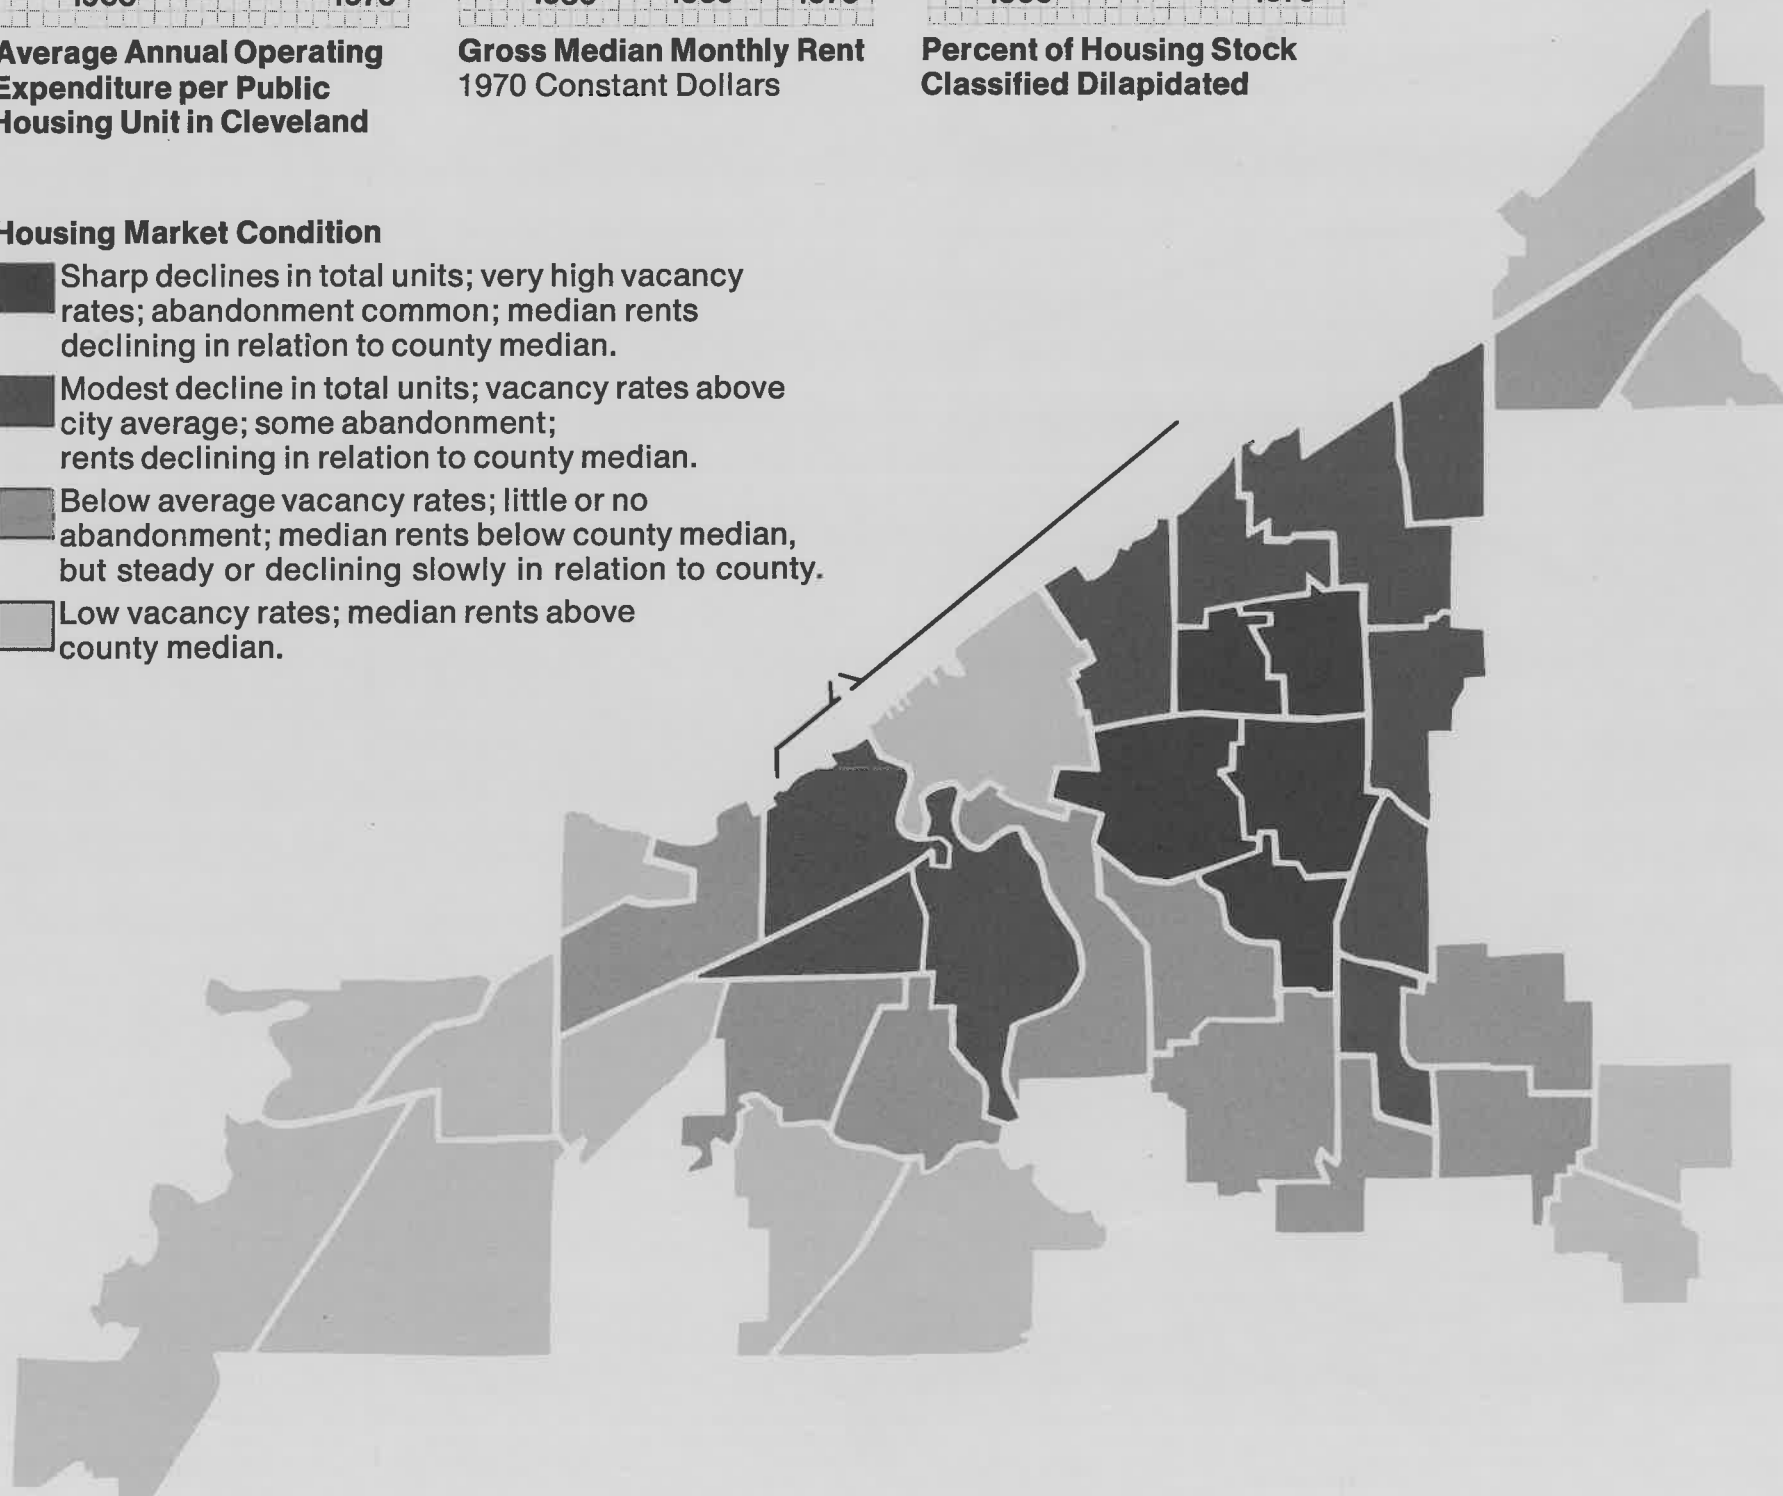 Average Annual Operating
Expenditure per Public
Housing Unit in Cleveland
Gross Median Monthly Rent
1970 Constant Dollars
Percent of Housing Stock
Classified Dilapidated
Housing Market Condition
Sharp declines in total units; very high vacancy
rates; abandonment common; median rents
declining in relation to county median.
Modest decline in total units; vacancy rates above
city average; some abandonment;
rents declining in relation to county median.
Below average vacancy rates; little or no
abandonment; median rents below county median,
but steady or declining slowly in relation to county.
Low vacancy rates; median rents above
county median.